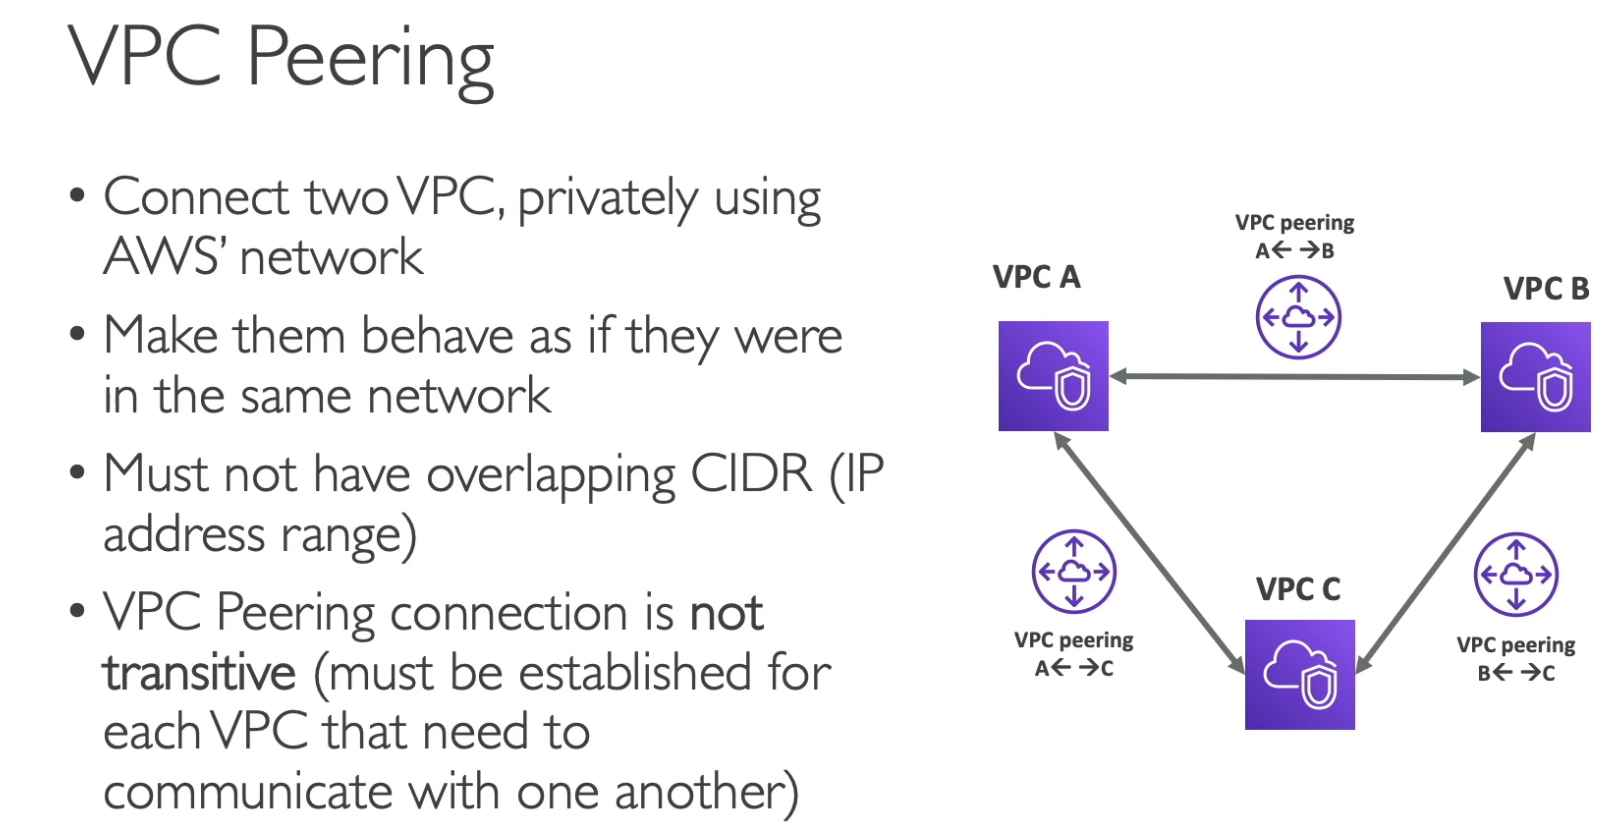 VPC Peering
• Connect two VPC, privately using
AWS’ network
• Make them behave as if they were
in the same network
• Must not have overlapping CIDR (IP
address range)
• VPC Peering connection is not
transitive (must be established for
each VPC that need to
communicate with one another)
VPC peering
A← →B
VPC A
VPC B
VPC peering
A← →C
VPC C
VPC peering
B← →C